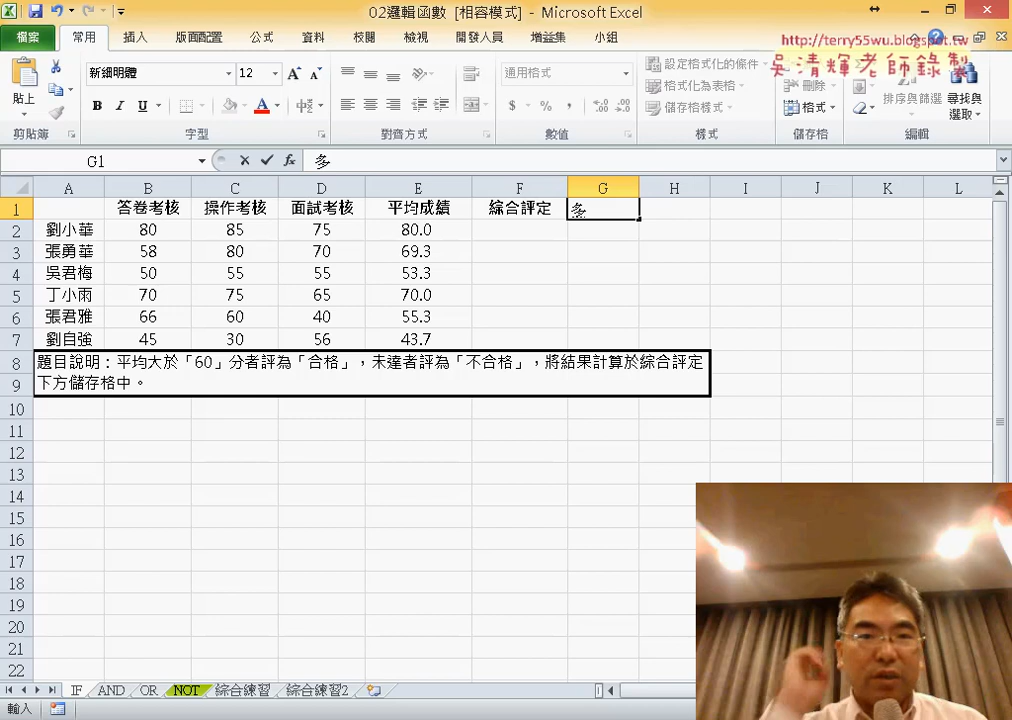 02邏輯函數 [相容模式] - Microsoft Excel
檔案 常用 插入 版面配置 公式 資料 校閱 檢視 開發人員 增益集 小組
http://terry55wu.blogspot.tw
吳清輝老師錄製
貼上 新細明體 12 通用格式 設定格式化的條件 格式化為表格 儲存格樣式 刪除 格式 排序與篩選 尋找與選取
剪貼簿 字型 對齊方式 數值 樣式 儲存格 編輯
G1 fx 多
A B C D E F G H I J K L
1 答卷考核 操作考核 面試考核 平均成績 綜合評定 多
2 劉小華 80 85 75 80.0
3 張勇華 58 80 70 69.3
4 吳君梅 50 55 55 53.3
5 丁小雨 70 75 65 70.0
6 張君雅 66 60 40 55.3
7 劉自強 45 30 56 43.7
8 題目說明：平均大於「60」分者評為「合格」，未達者評為「不合格」，將結果計算於綜合評定
9 下方儲存格中。
10
11
12
13
14
15
16
17
18
19
20
21
22
IF AND OR NOT 綜合練習 綜合練習2
輸入